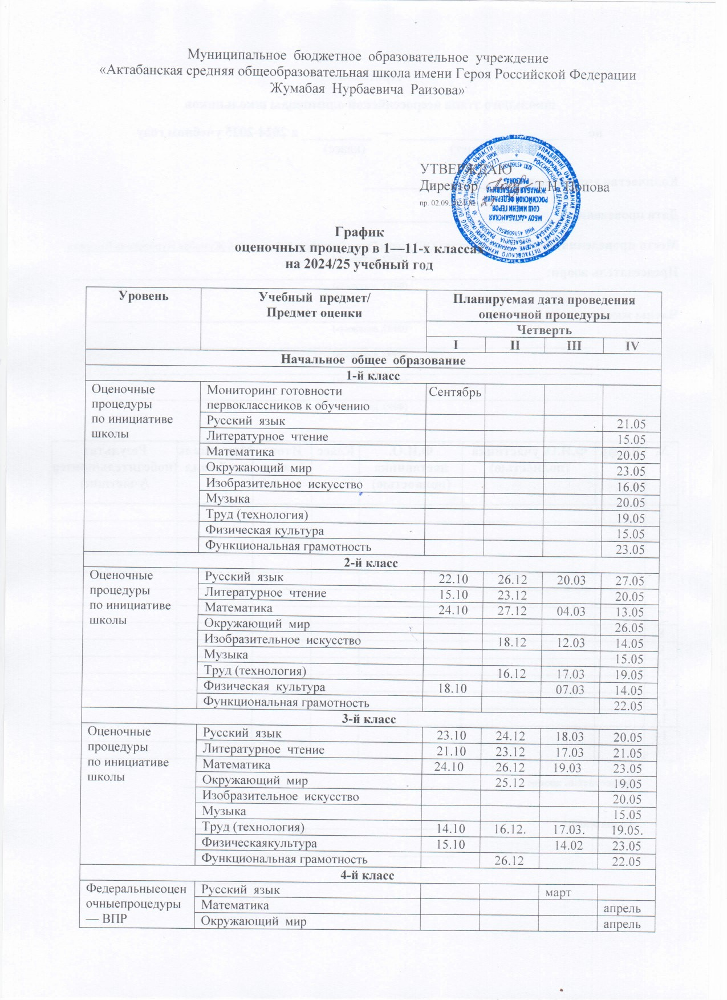 Муниципальное бюджетное образовательное учреждение
«Актабанская средняя общеобразовательная школа имени Героя Российской Федерации
Жумабая Нурбаевича Раизова»
УТВЕРЖДАЮ
Директор Т.Н. Попова
пр. 02.09.2024 №
График
оценочных процедур в 1—11-х классах
на 2024/25 учебный год
Уровень Учебный предмет/ Планируемая дата проведения
Предмет оценки оценочной процедуры
Четверть
I II III IV
Начальное общее образование
1-й класс
Оценочные Мониторинг готовности Сентябрь
процедуры первоклассников к обучению
по инициативе Русский язык 21.05
школы Литературное чтение 15.05
Математика 20.05
Окружающий мир 23.05
Изобразительное искусство 16.05
Музыка 20.05
Труд (технология) 19.05
Физическая культура 15.05
Функциональная грамотность 23.05
2-й класс
Оценочные Русский язык 22.10 26.12 20.03 27.05
процедуры Литературное чтение 15.10 23.12 20.05
по инициативе Математика 24.10 27.12 04.03 13.05
школы Окружающий мир 26.05
Изобразительное искусство 18.12 12.03 14.05
Музыка 15.05
Труд (технология) 16.12 17.03 19.05
Физическая культура 18.10 07.03 14.05
Функциональная грамотность 22.05
3-й класс
Оценочные Русский язык 23.10 24.12 18.03 20.05
процедуры Литературное чтение 21.10 23.12 17.03 21.05
по инициативе Математика 24.10 26.12 19.03 23.05
школы Окружающий мир 25.12 19.05
Изобразительное искусство 20.05
Музыка 15.05
Труд (технология) 14.10 16.12. 17.03. 19.05.
Физическаякультура 15.10 14.02 23.05
Функциональная грамотность 26.12 22.05
4-й класс
Федеральныеоцен Русский язык март
очныепроцедуры Математика апрель
— ВПР Окружающий мир апрель